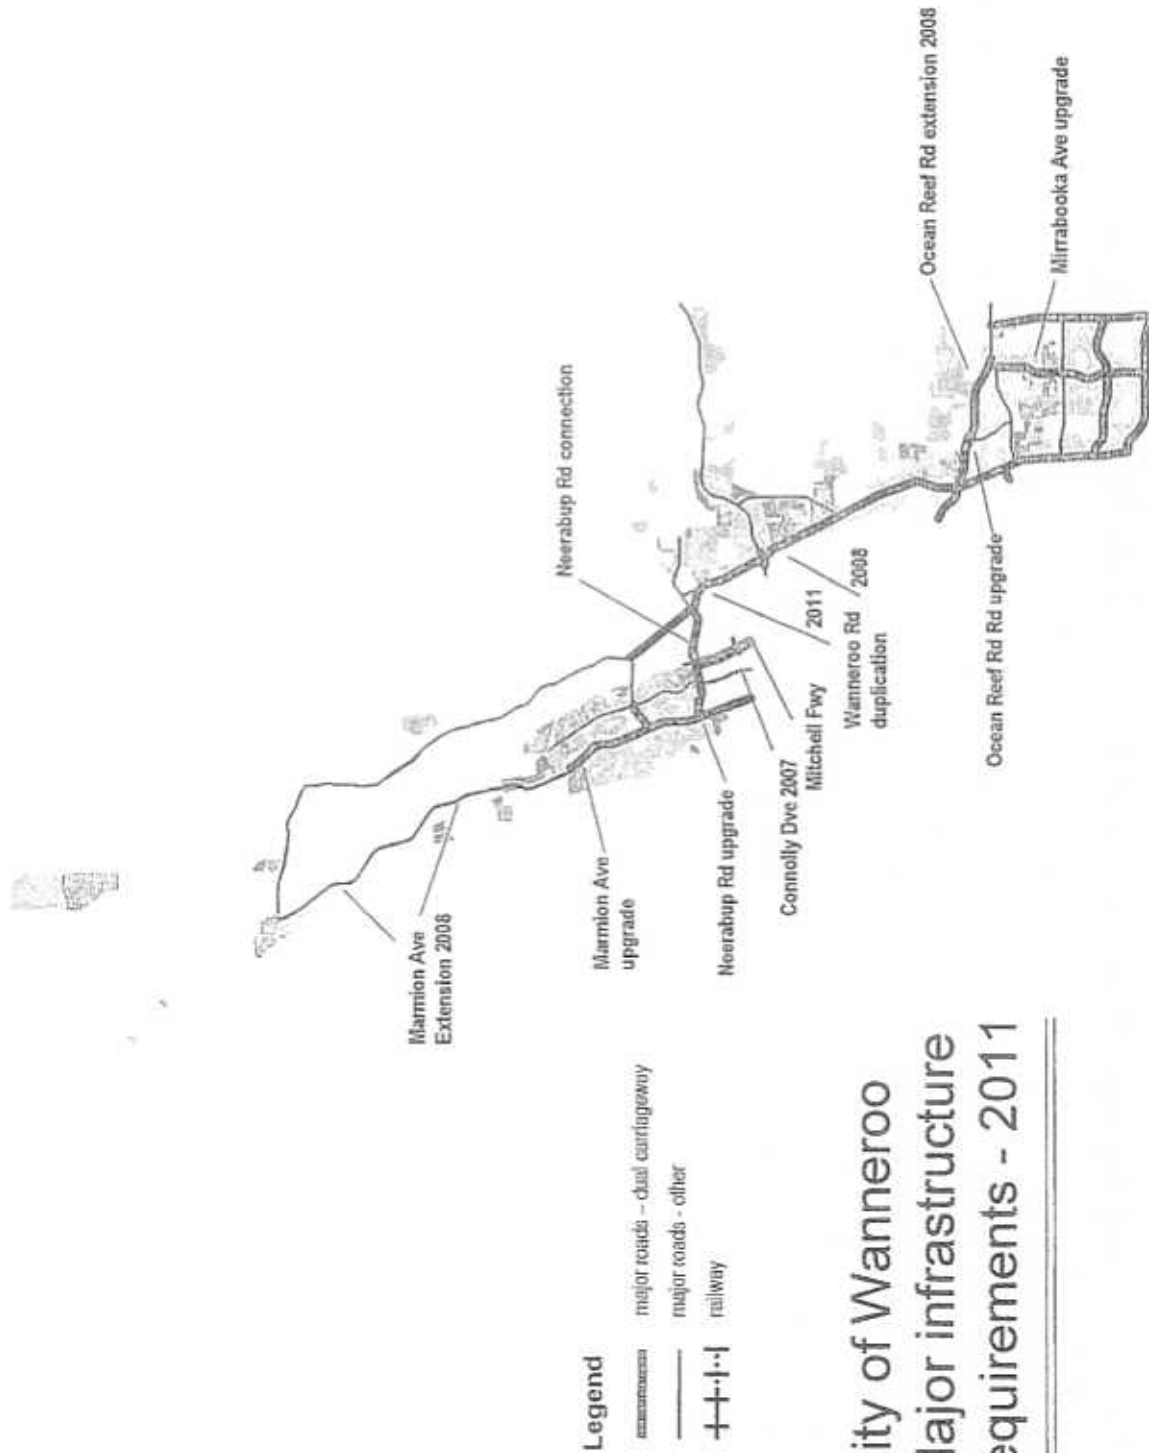 Ocean Reef Rd extension 2008
Mirrabooka Ave upgrade
Neerabup Rd connection
2008
2011
Wanneroo Rd
duplication
Mitchell Fwy
Connolly Dve 2007
Ocean Reef Rd Rd upgrade
Neerabup Rd upgrade
Marmion Ave
upgrade
Marmion Ave
Extension 2008
Legend
major roads – dual carriageway
major roads - other
railway
ity of Wanneroo
lajor infrastructure
equirements - 2011